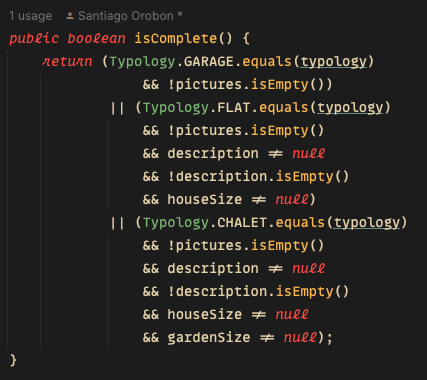 1 usage Santiago Orobon *
public boolean isComplete() {
return (Typology.GARAGE.equals(typology)
&& !pictures.isEmpty())
|| (Typology.FLAT.equals(typology)
&& !pictures.isEmpty()
&& description != null
&& !description.isEmpty()
&& houseSize != null)
|| (Typology.CHALET.equals(typology)
&& !pictures.isEmpty()
&& description != null
&& !description.isEmpty()
&& houseSize != null
&& gardenSize != null);
}